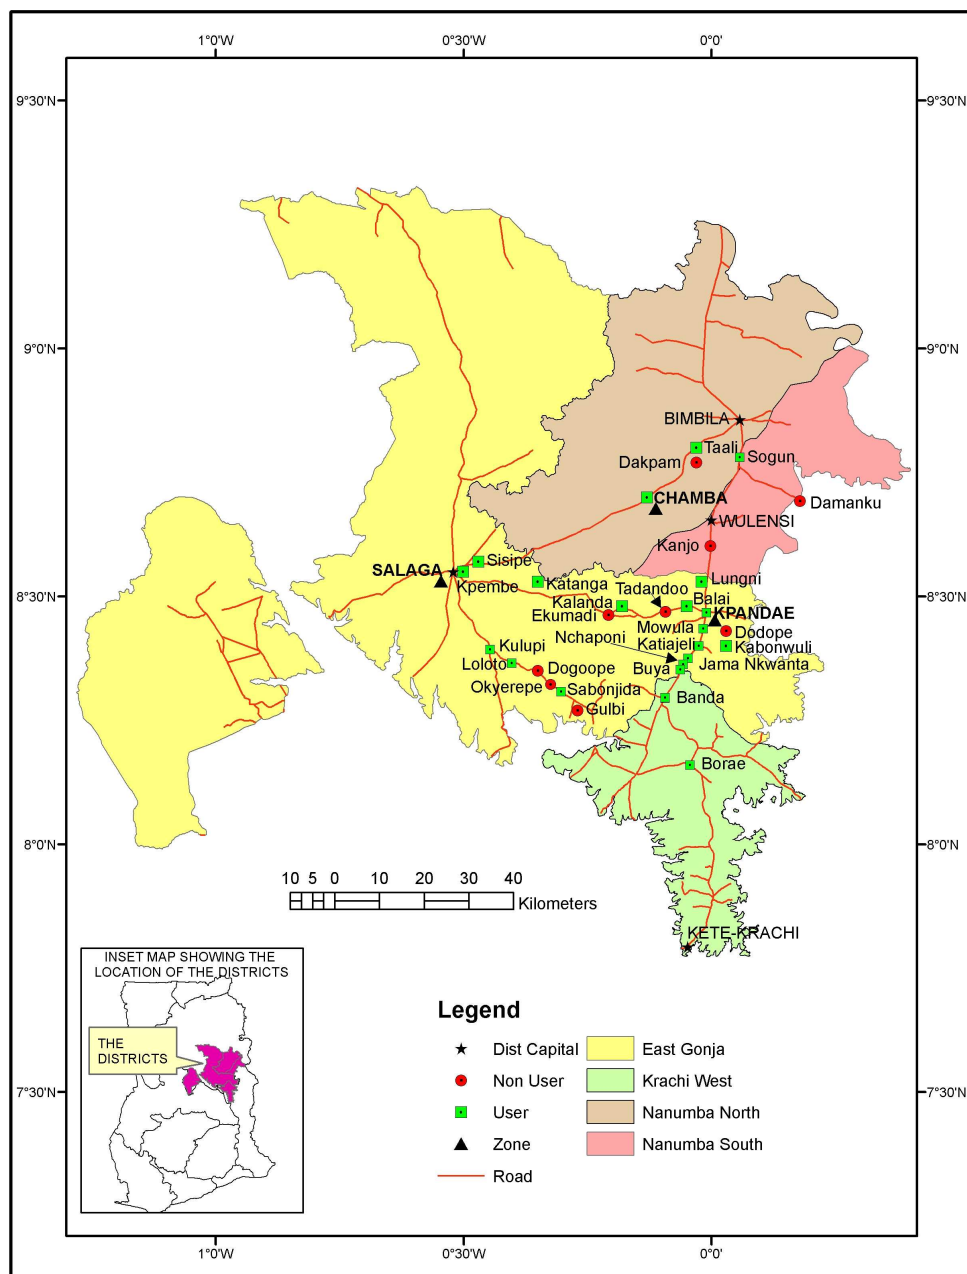 1°0'W
0°30'W
0°0'
9°30'N
9°30'N
9°0'N
9°0'N
BIMBILA
Taali
Sogun
Dakpam
CHAMBA
Damanku
WULENSI
Kanjo
Sisipe
SALAGA
Kpembe
Katanga
Tadandoo
Lungni
8°30'N
8°30'N
Kalanda
Balai
Ekumadi
KPANDAE
Mowula
Dodope
Nchaponi
Katiajeli
Kabonwuli
Kulupi
Loloto
Dogoope
Buya
Jama Nkwanta
Okyerepe
Sabonjida
Banda
Gulbi
Borae
8°0'N
8°0'N
10 5 0 10 20 30 40
Kilometers
KETE-KRACHI
INSET MAP SHOWING THE
LOCATION OF THE DISTRICTS
THE
DISTRICTS
Legend
Dist Capital
East Gonja
Non User
Krachi West
User
Nanumba North
Zone
Nanumba South
Road
7°30'N
7°30'N
1°0'W
0°30'W
0°0'